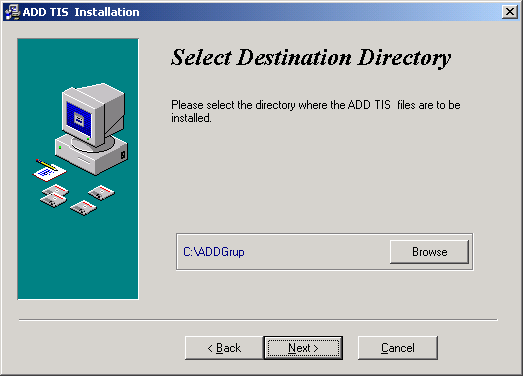 ADD TIS  Installation
Select Destination Directory
Please select the directory where the ADD TIS  files are to be
installed.
C:\ADDGrup
Browse
< Back
Next >
Cancel